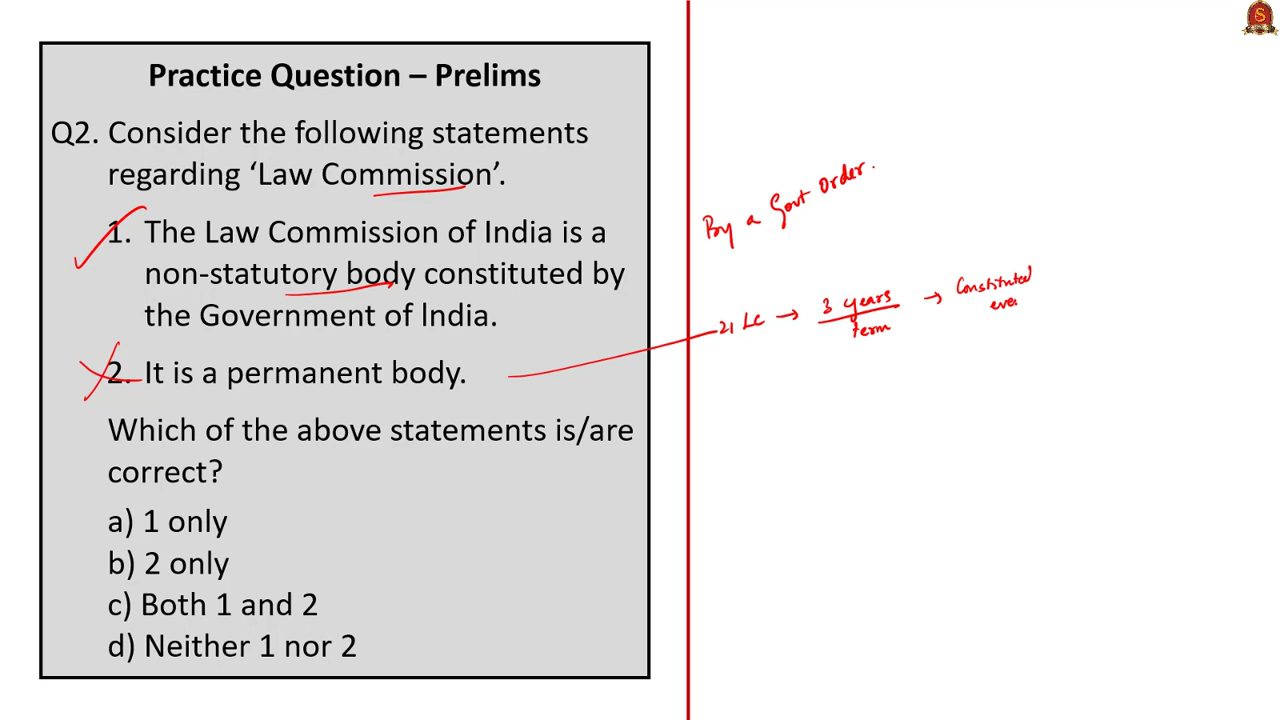 Practice Question – Prelims
Q2. Consider the following statements
regarding ‘Law Commission’.
1. The Law Commission of India is a
non-statutory body constituted by
the Government of India.
2. It is a permanent body.
Which of the above statements is/are
correct?
a) 1 only
b) 2 only
c) Both 1 and 2
d) Neither 1 nor 2
By a Govt Order.
21 LC → 3 years → Constituted
term
eve